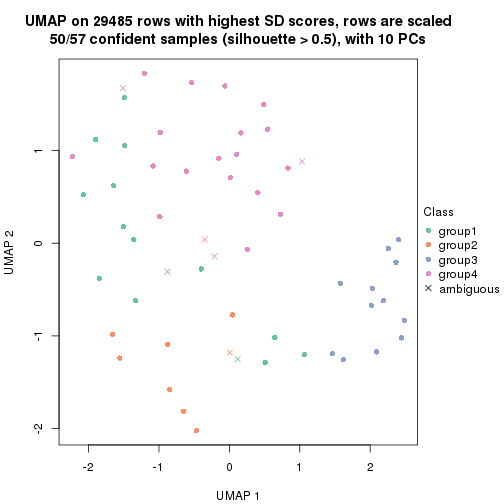 UMAP on 29485 rows with highest SD scores, rows are scaled
50/57 confident samples (silhouette > 0.5), with 10 PCs
UMAP 2
1
0
-1
-2
-2
-1
0
1
2
UMAP 1
Class
group1
group2
group3
group4
ambiguous